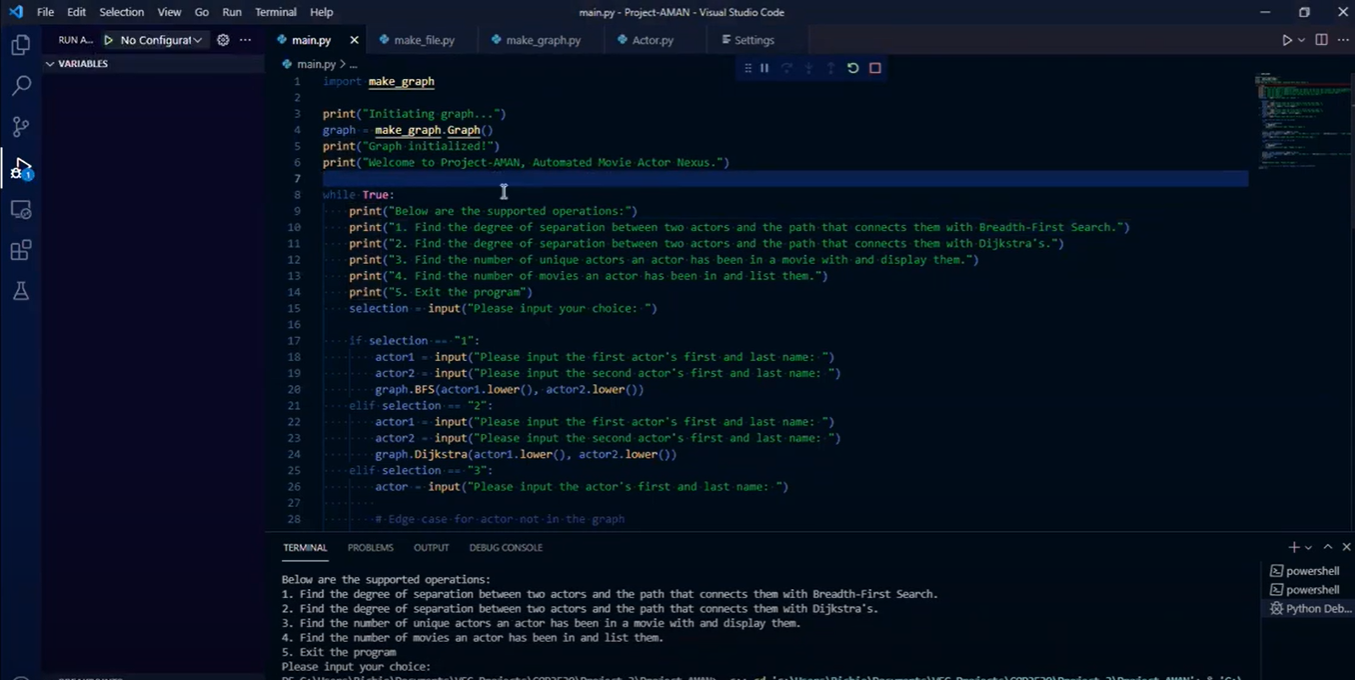 File Edit Selection View Go Run Terminal Help
main.py - Project-AMAN - Visual Studio Code
RUN A... No Configurat
main.py make_file.py make_graph.py Actor.py Settings
VARIABLES
main.py > ...
1 import make_graph
2
3 print("Initiating graph...")
4 graph = make_graph.Graph()
5 print("Graph initialized!")
6 print("Welcome to Project-AMAN, Automated Movie Actor Nexus.")
7
8 while True:
9 print("Below are the supported operations:")
10 print("1. Find the degree of separation between two actors and the path that connects them with Breadth-First Search.")
11 print("2. Find the degree of separation between two actors and the path that connects them with Dijkstra's.")
12 print("3. Find the number of unique actors an actor has been in a movie with and display them.")
13 print("4. Find the number of movies an actor has been in and list them.")
14 print("5. Exit the program")
15 selection = input("Please input your choice: ")
16
17 if selection == "1":
18 actor1 = input("Please input the first actor's first and last name: ")
19 actor2 = input("Please input the second actor's first and last name: ")
20 graph.BFS(actor1.lower(), actor2.lower())
21 elif selection == "2":
22 actor1 = input("Please input the first actor's first and last name: ")
23 actor2 = input("Please input the second actor's first and last name: ")
24 graph.Dijkstra(actor1.lower(), actor2.lower())
25 elif selection == "3":
26 actor = input("Please input the actor's first and last name: ")
27
28 # Edge case for actor not in the graph
1
TERMINAL PROBLEMS OUTPUT DEBUG CONSOLE
Below are the supported operations:
1. Find the degree of separation between two actors and the path that connects them with Breadth-First Search.
2. Find the degree of separation between two actors and the path that connects them with Dijkstra's.
3. Find the number of unique actors an actor has been in a movie with and display them.
4. Find the number of movies an actor has been in and list them.
5. Exit the program
Please input your choice:
powershell
powershell
Python Deb...